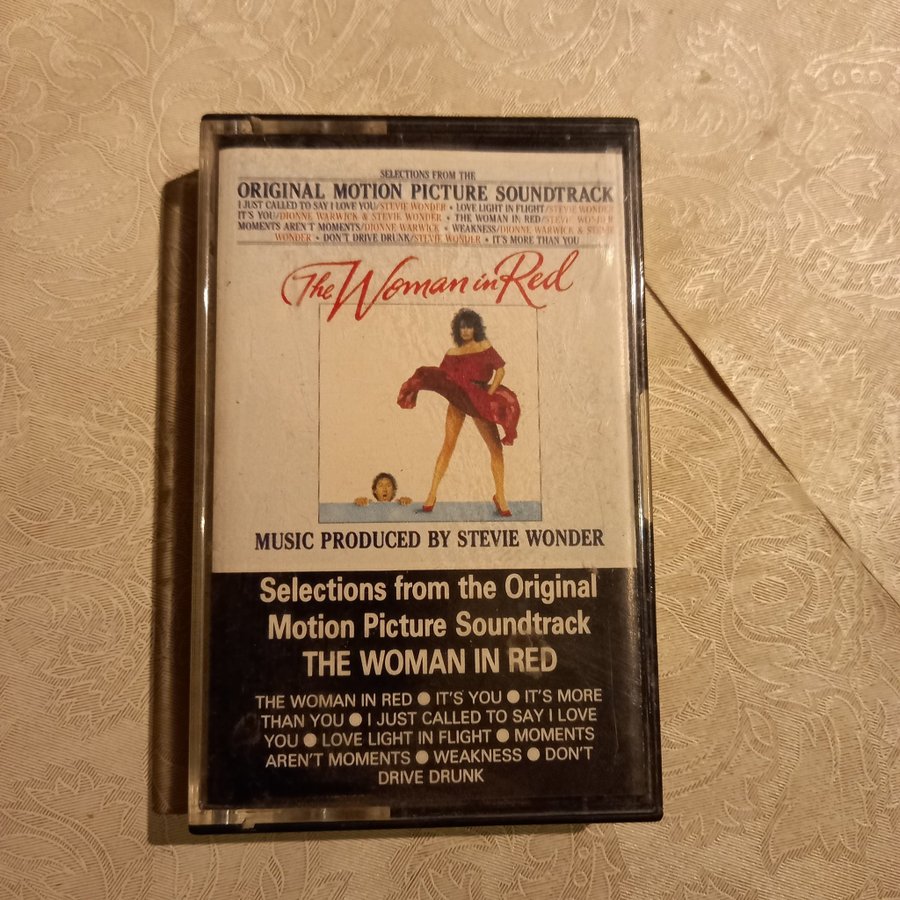 SELECTIONS FROM THE
ORIGINAL MOTION PICTURE SOUNDTRACK
I JUST CALLED TO SAY I LOVE YOU/STEVIE WONDER • LOVE LIGHT IN FLIGHT/STEVIE WONDER
IT'S YOU/DIONNE WARWICK & STEVIE WONDER • THE WOMAN IN RED/STEVIE WONDER
MOMENTS AREN'T MOMENTS/DIONNE WARWICK • WEAKNESS/DIONNE WARWICK & STEVIE
WONDER • DON'T DRIVE DRUNK/STEVIE WONDER • IT'S MORE THAN YOU
The Woman in Red
MUSIC PRODUCED BY STEVIE WONDER
Selections from the Original
Motion Picture Soundtrack
THE WOMAN IN RED
THE WOMAN IN RED ● IT'S YOU ● IT'S MORE
THAN YOU ● I JUST CALLED TO SAY I LOVE
YOU ● LOVE LIGHT IN FLIGHT ● MOMENTS
AREN'T MOMENTS ● WEAKNESS ● DON'T
DRIVE DRUNK